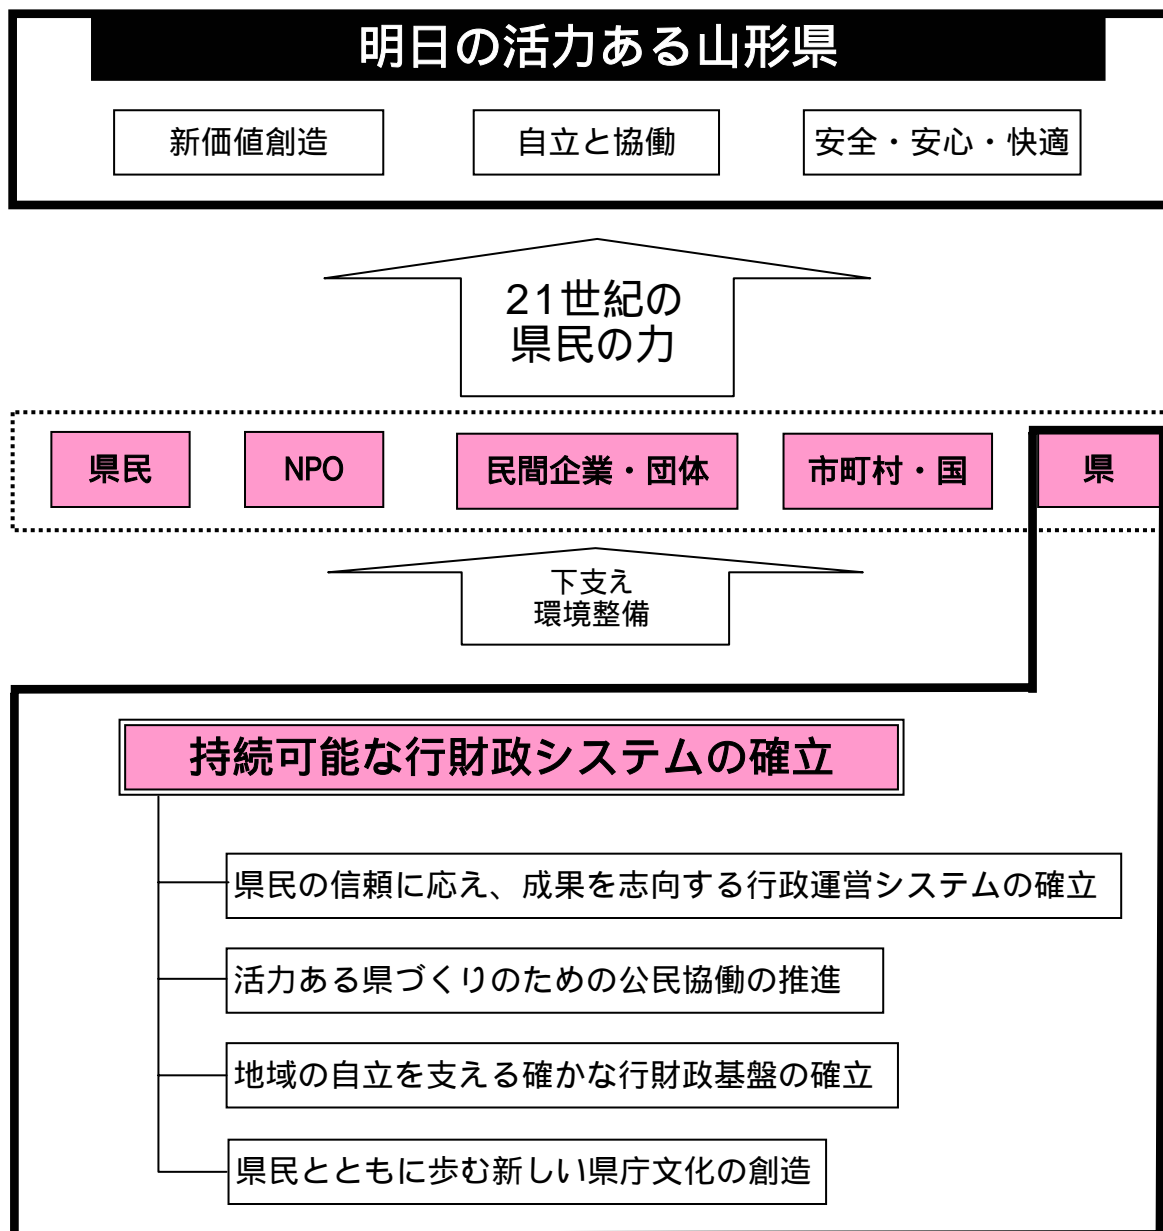 明日の活力ある山形県
新価値創造
自立と協働
安全・安心・快適
21世紀の
県民の力
県民
NPO
民間企業・団体
市町村・国
県
下支え
環境整備
持続可能な行財政システムの確立
県民の信頼に応え、成果を志向する行政運営システムの確立
活力ある県づくりのための公民協働の推進
地域の自立を支える確かな行財政基盤の確立
県民とともに歩む新しい県庁文化の創造